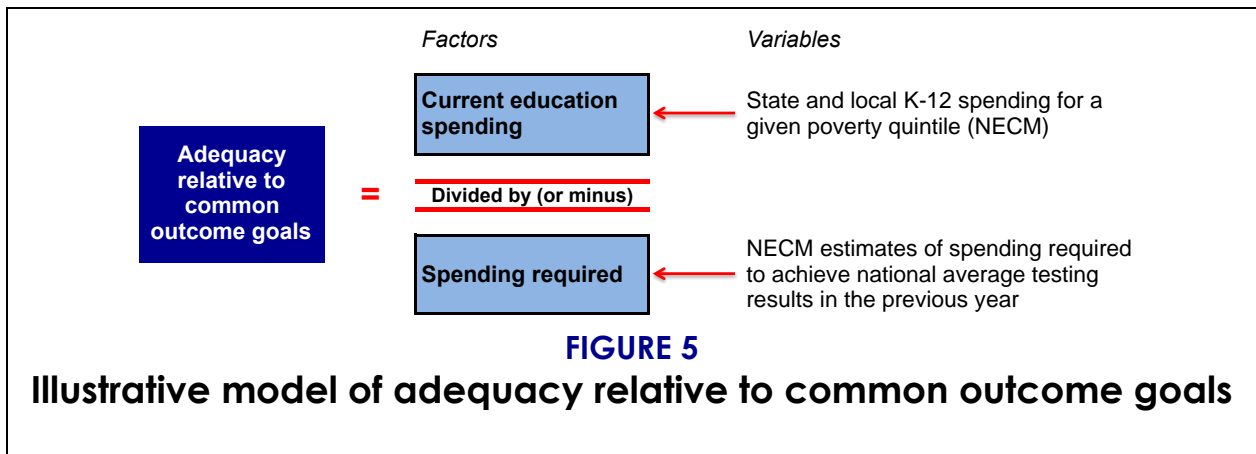 Factors
Variables
Current education
spending
State and local K-12 spending for a
given poverty quintile (NECM)
Adequacy
relative to
common
outcome goals
=
Divided by (or minus)
Spending required
NECM estimates of spending required
to achieve national average testing
results in the previous year
FIGURE 5
Illustrative model of adequacy relative to common outcome goals